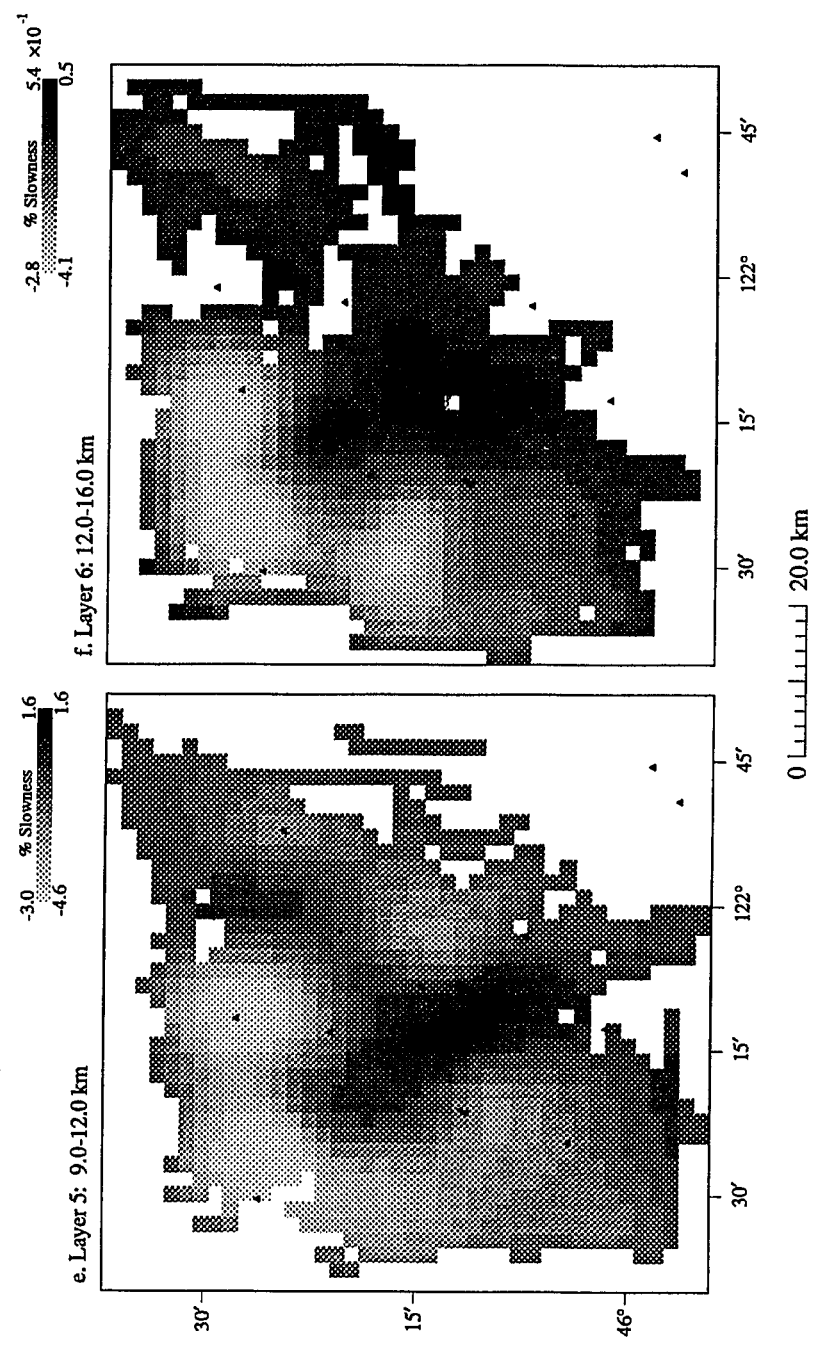 e. Layer 5: 9.0-12.0 km
-3.0 % Slowness 1.6
-4.6 1.6
30′
15′
46°
30′ 15′ 122° 45′
f. Layer 6: 12.0-16.0 km
-2.8 % Slowness 5.4 ×10⁻¹
-4.1 0.5
30′ 15′ 122° 45′
0 20.0 km